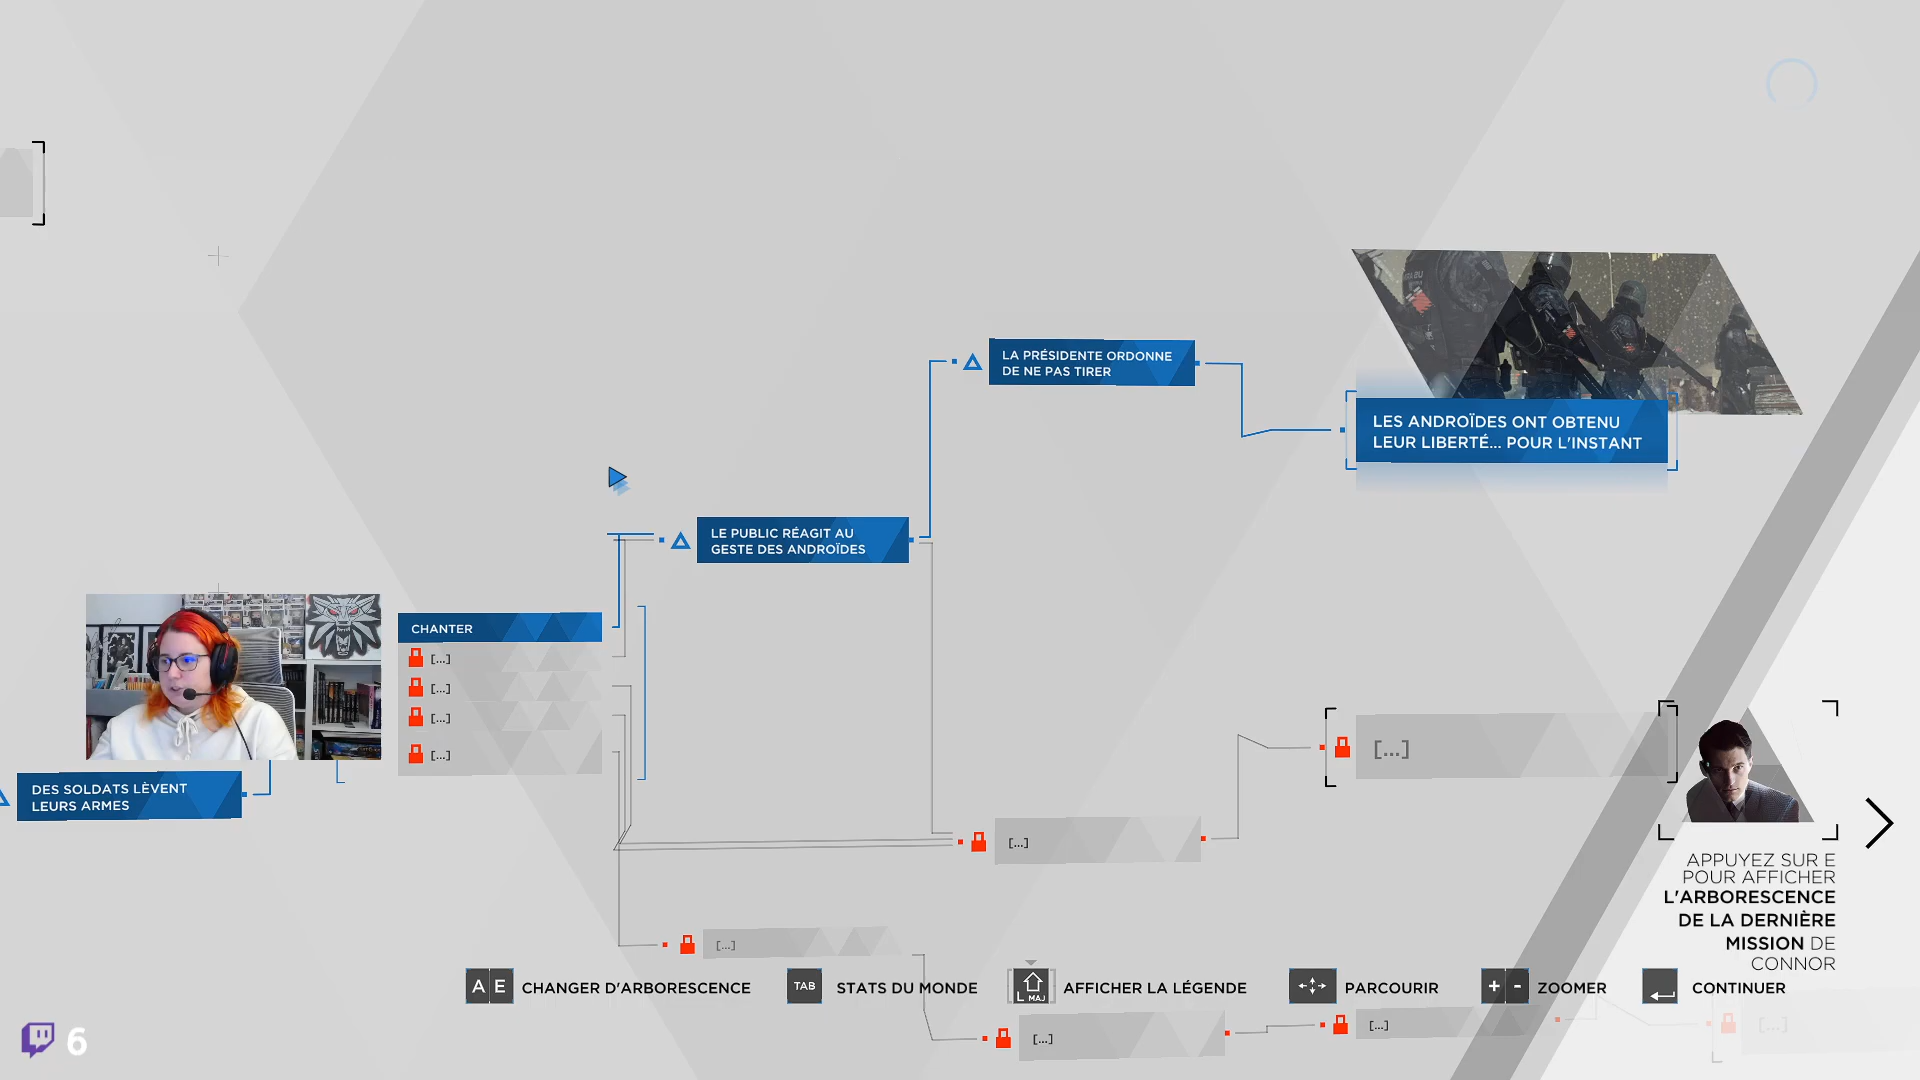 LA PRÉSIDENTE ORDONNE
DE NE PAS TIRER
LES ANDROÏDES ONT OBTENU
LEUR LIBERTÉ... POUR L'INSTANT
LE PUBLIC RÉAGIT AU
GESTE DES ANDROÏDES
CHANTER
[...]
[...]
[...]
[...]
DES SOLDATS LÈVENT
LEURS ARMES
[...]
[...]
[...]
APPUYEZ SUR E
POUR AFFICHER
L'ARBORESCENCE
DE LA DERNIÈRE
MISSION DE
CONNOR
A E CHANGER D'ARBORESCENCE
TAB STATS DU MONDE
L MAJ AFFICHER LA LÉGENDE
PARCOURIR
+ - ZOOMER
CONTINUER
[...]
[...]
[...]
6